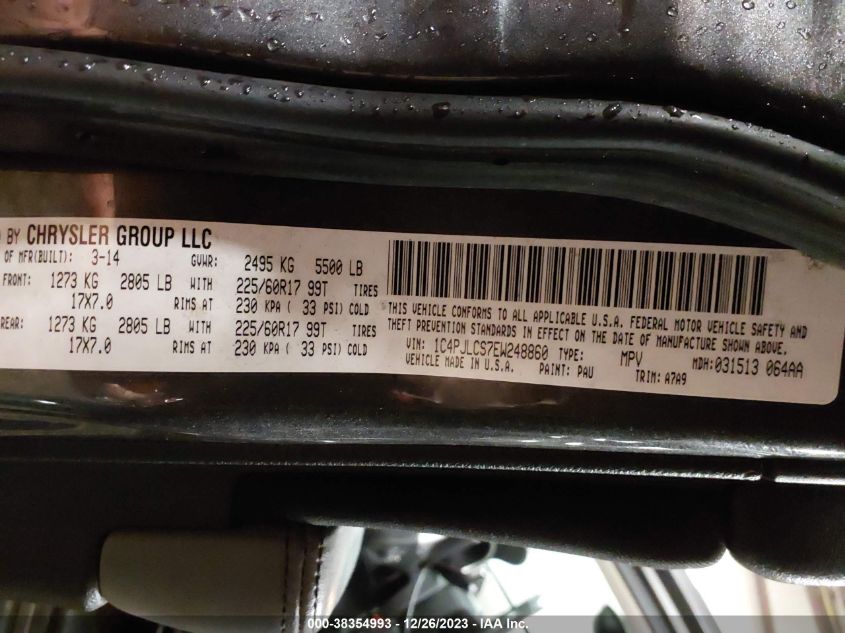 BY CHRYSLER GROUP LLC
OF MFR(BUILT): 3-14 GVWR: 2495 KG 5500 LB
FRONT: 1273 KG 2805 LB WITH 225/60R17 99T TIRES
17X7.0 RIMS AT 230 KPA ( 33 PSI) COLD
REAR: 1273 KG 2805 LB WITH 225/60R17 99T TIRES
17X7.0 RIMS AT 230 KPA ( 33 PSI) COLD
THIS VEHICLE CONFORMS TO ALL APPLICABLE U.S.A. FEDERAL MOTOR VEHICLE SAFETY AND
THEFT PREVENTION STANDARDS IN EFFECT ON THE DATE OF MANUFACTURE SHOWN ABOVE.
VIN: 1C4PJLCS7EW248860 TYPE: MPV MDH: 031513 064AA
VEHICLE MADE IN U.S.A. PAINT: PAU TRIM: A7A9
000-38354993 - 12/26/2023 - IAA Inc.